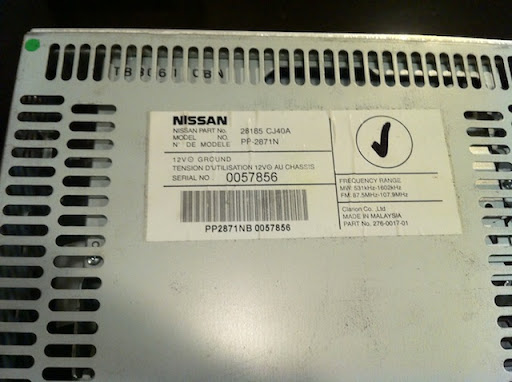 NISSAN
NISSAN PART No. 28185 CJ40A
MODEL NO. PP-2871N
N° DE MODELE
12V⊖ GROUND
TENSION D'UTILISATION 12V⊖ AU CHASSIS
SERIAL NO. 0057856
PP2871NB 0057856
FREQUENCY RANGE
MW: 531kHz-1602kHz
FM: 87.5MHz-107.9MHz
Clarion Co., Ltd
MADE IN MALAYSIA
PART No. 276-0017-01